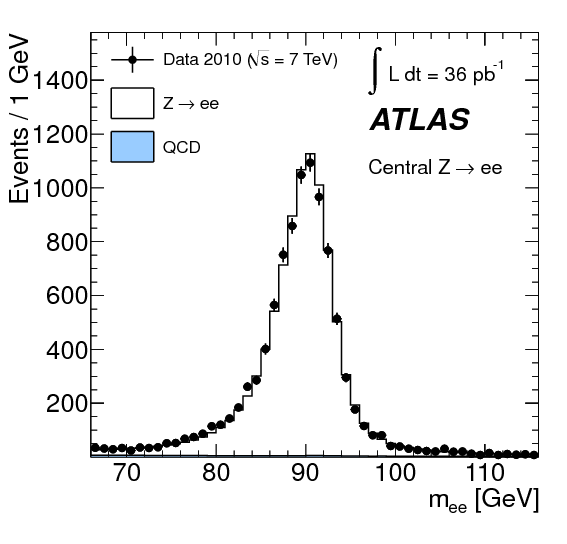 Events / 1 GeV
Data 2010 (√s = 7 TeV)
Z → ee
QCD
∫ L dt = 36 pb⁻¹
ATLAS
Central Z → ee
1400
1200
1000
800
600
400
200
70 80 90 100 110
mₑₑ [GeV]